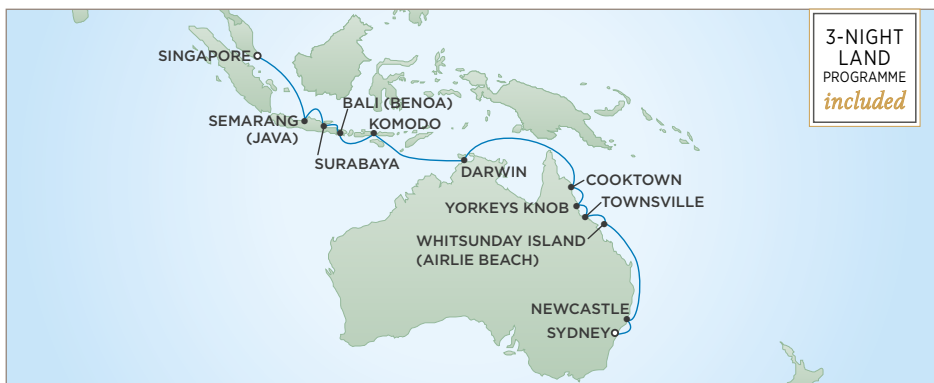 3-NIGHT
LAND
PROGRAMME
included
SINGAPORE
BALI (BENOA)
SEMARANG
(JAVA)
KOMODO
SURABAYA
DARWIN
COOKTOWN
YORKEYS KNOB
TOWNSVILLE
WHITSUNDAY ISLAND
(AIRLIE BEACH)
NEWCASTLE
SYDNEY